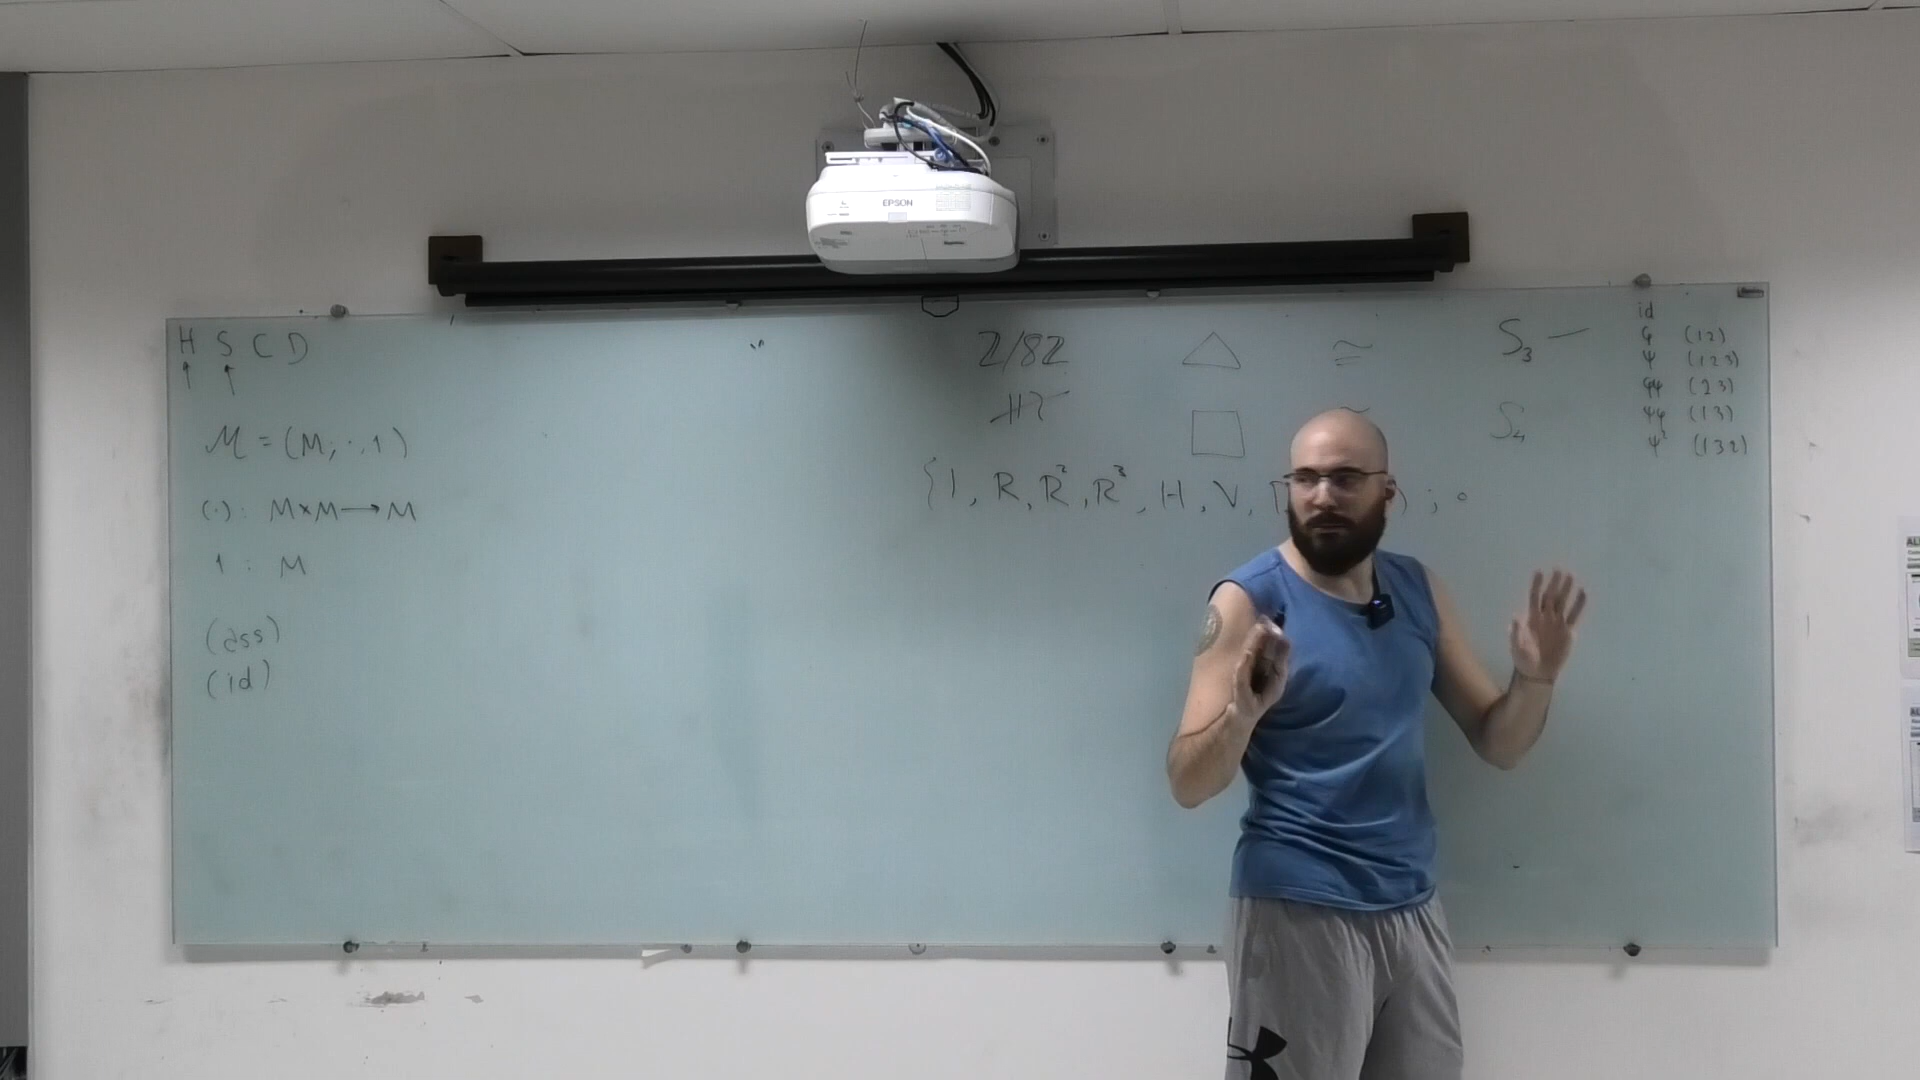 EPSON
H S C D
↑ ↑
M = (M; ·, 1)
(·) : M×M → M
1 : M
(ass)
(id)
Z/8Z △ ≅ S₃ —
□ ≅ S₄
{1, R, R², R³, H, V,
) ; ∘
id
φ (12)
ψ (123)
φψ (23)
ψφ (13)
ψ² (132)